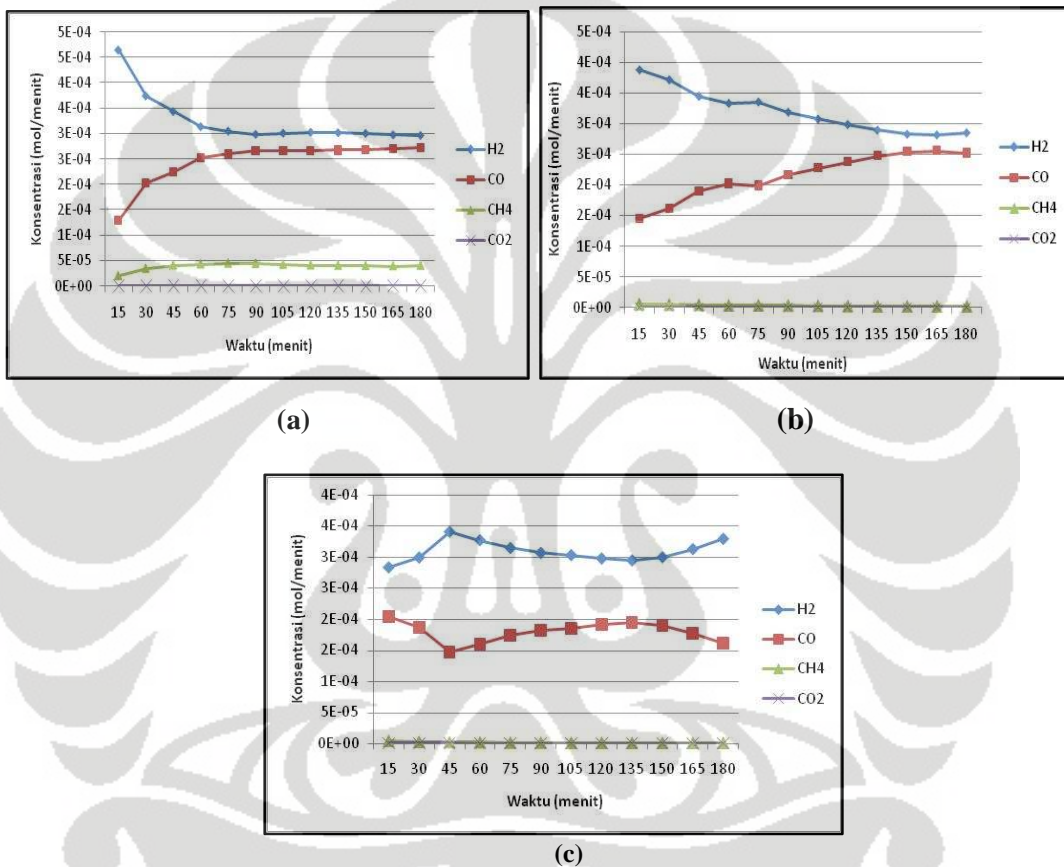 5E-04
5E-04
4E-04
4E-04
3E-04
3E-04
2E-04
2E-04
1E-04
5E-05
0E+00
Konsentrasi (mol/menit)
15 30 45 60 75 90 105 120 135 150 165 180
Waktu (menit)
H2
CO
CH4
CO2
(a)
5E-04
4E-04
4E-04
3E-04
3E-04
2E-04
2E-04
1E-04
5E-05
0E+00
Konsentrasi (mol/menit)
15 30 45 60 75 90 105 120 135 150 165 180
Waktu (menit)
H2
CO
CH4
CO2
(b)
4E-04
4E-04
3E-04
3E-04
2E-04
2E-04
1E-04
5E-05
0E+00
Konsentrasi (mol/menit)
15 30 45 60 75 90 105 120 135 150 165 180
Waktu (menit)
H2
CO
CH4
CO2
(c)